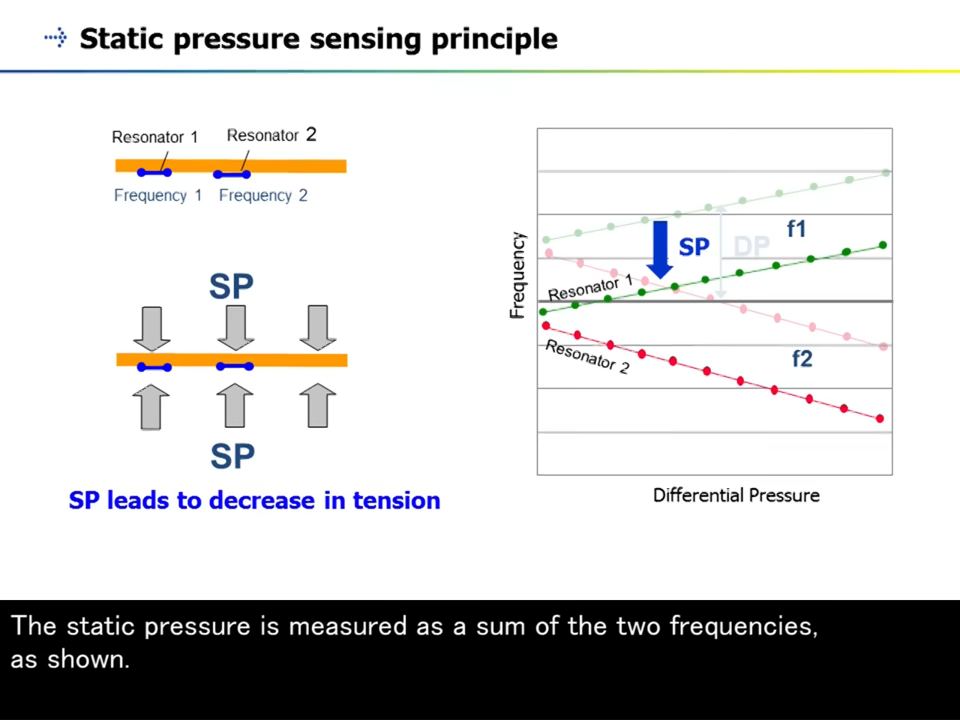 Static pressure sensing principle
Resonator 1
Resonator 2
Frequency 1
Frequency 2
SP
SP
SP leads to decrease in tension
Frequency
SP
DP
f1
Resonator 1
Resonator 2
f2
Differential Pressure
The static pressure is measured as a sum of the two frequencies,
as shown.